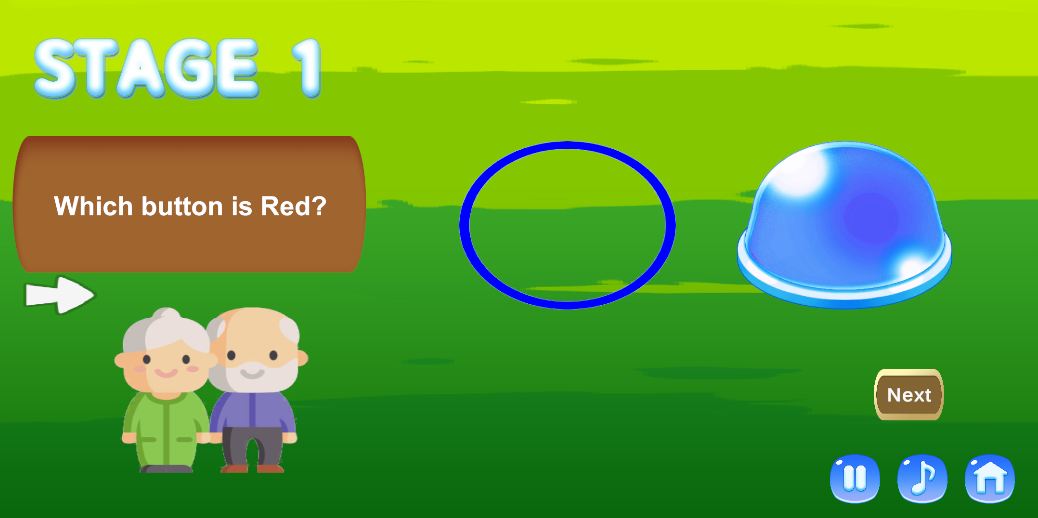 STAGE 1
Which button is Red?
Next